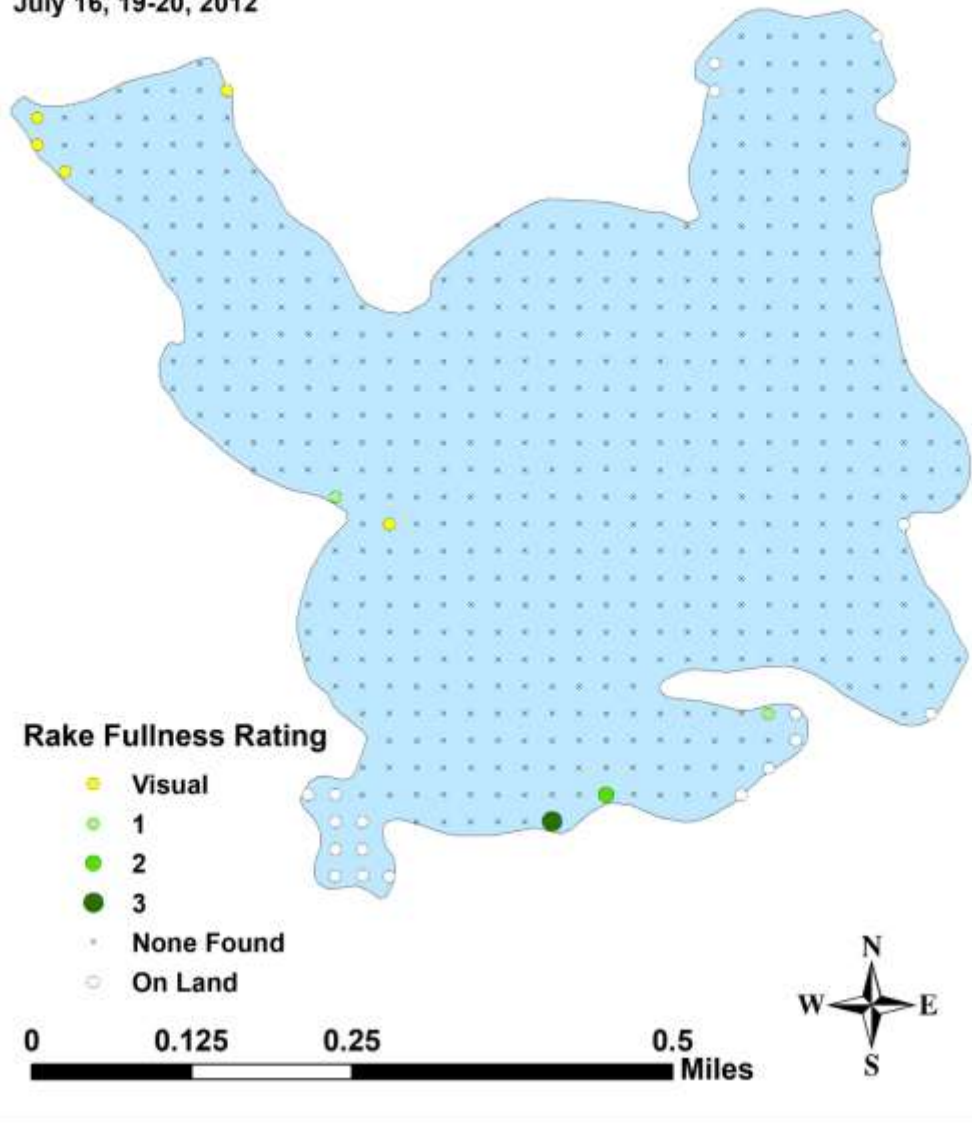 July 16, 19-20, 2012
Rake Fullness Rating
Visual
1
2
3
None Found
On Land
N
W E
S
0 0.125 0.25 0.5
Miles